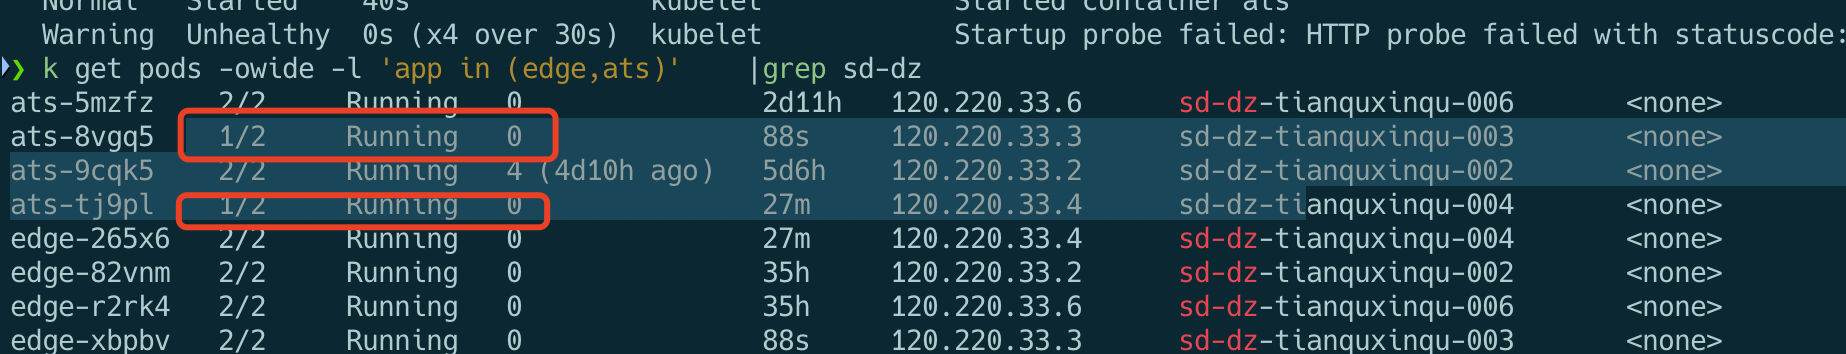 Normal   Started    40s                 kubelet            Started container ats
Warning  Unhealthy  0s (x4 over 30s)  kubelet            Startup probe failed: HTTP probe failed with statuscode:
❯ k get pods -owide -l 'app in (edge,ats)'    |grep sd-dz
ats-5mzfz    2/2     Running   0               2d11h   120.220.33.6      sd-dz-tianquxinqu-006       <none>
ats-8vgq5    1/2     Running   0               88s     120.220.33.3      sd-dz-tianquxinqu-003       <none>
ats-9cqk5    2/2     Running   4 (4d10h ago)   5d6h    120.220.33.2      sd-dz-tianquxinqu-002       <none>
ats-tj9pl    1/2     Running   0               27m     120.220.33.4      sd-dz-tianquxinqu-004       <none>
edge-265x6   2/2     Running   0               27m     120.220.33.4      sd-dz-tianquxinqu-004       <none>
edge-82vnm   2/2     Running   0               35h     120.220.33.2      sd-dz-tianquxinqu-002       <none>
edge-r2rk4   2/2     Running   0               35h     120.220.33.6      sd-dz-tianquxinqu-006       <none>
edge-xbpbv   2/2     Running   0               88s     120.220.33.3      sd-dz-tianquxinqu-003       <none>